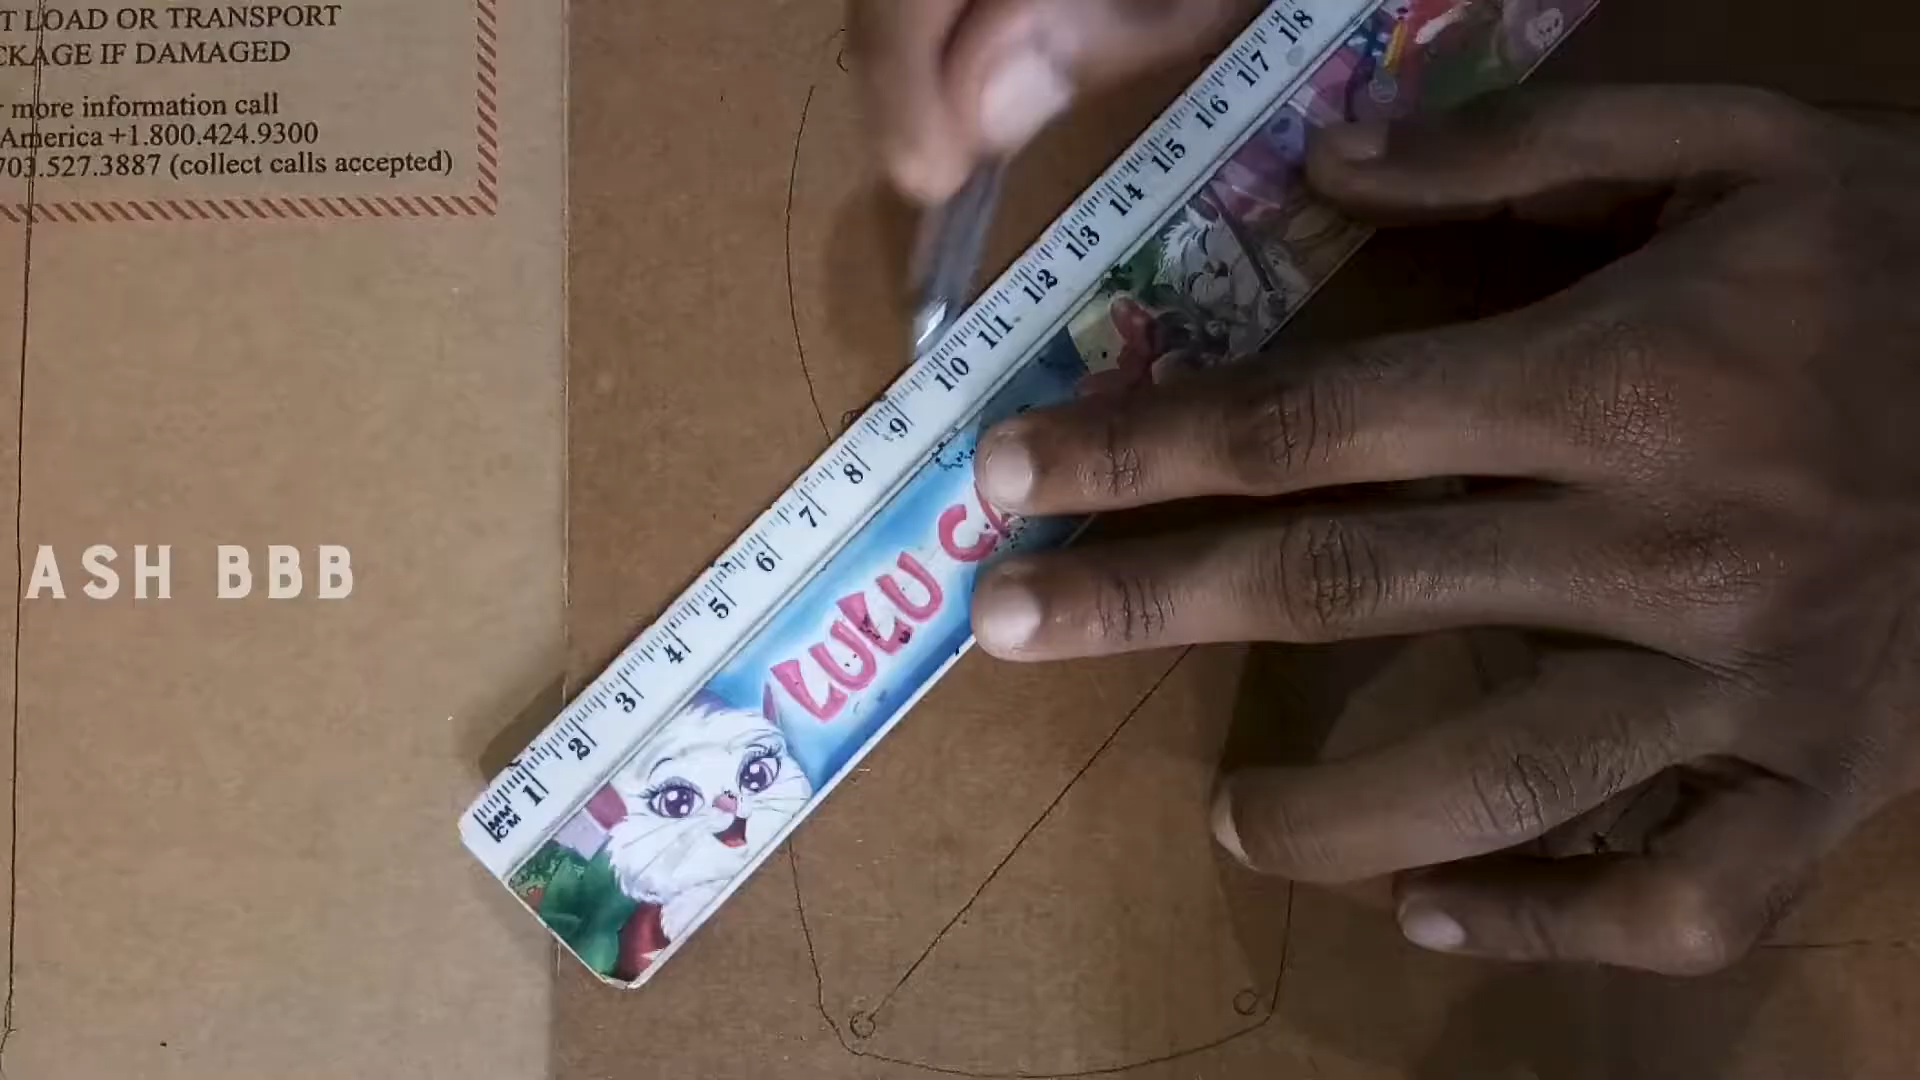 T LOAD OR TRANSPORT
CKAGE IF DAMAGED
more information call
America +1.800.424.9300
703.527.3887 (collect calls accepted)
ASH BBB
1 2 3 4 5 6 7 8 9 10 11 12 13 14 15 16 17 18
MM
CM
LULU CA